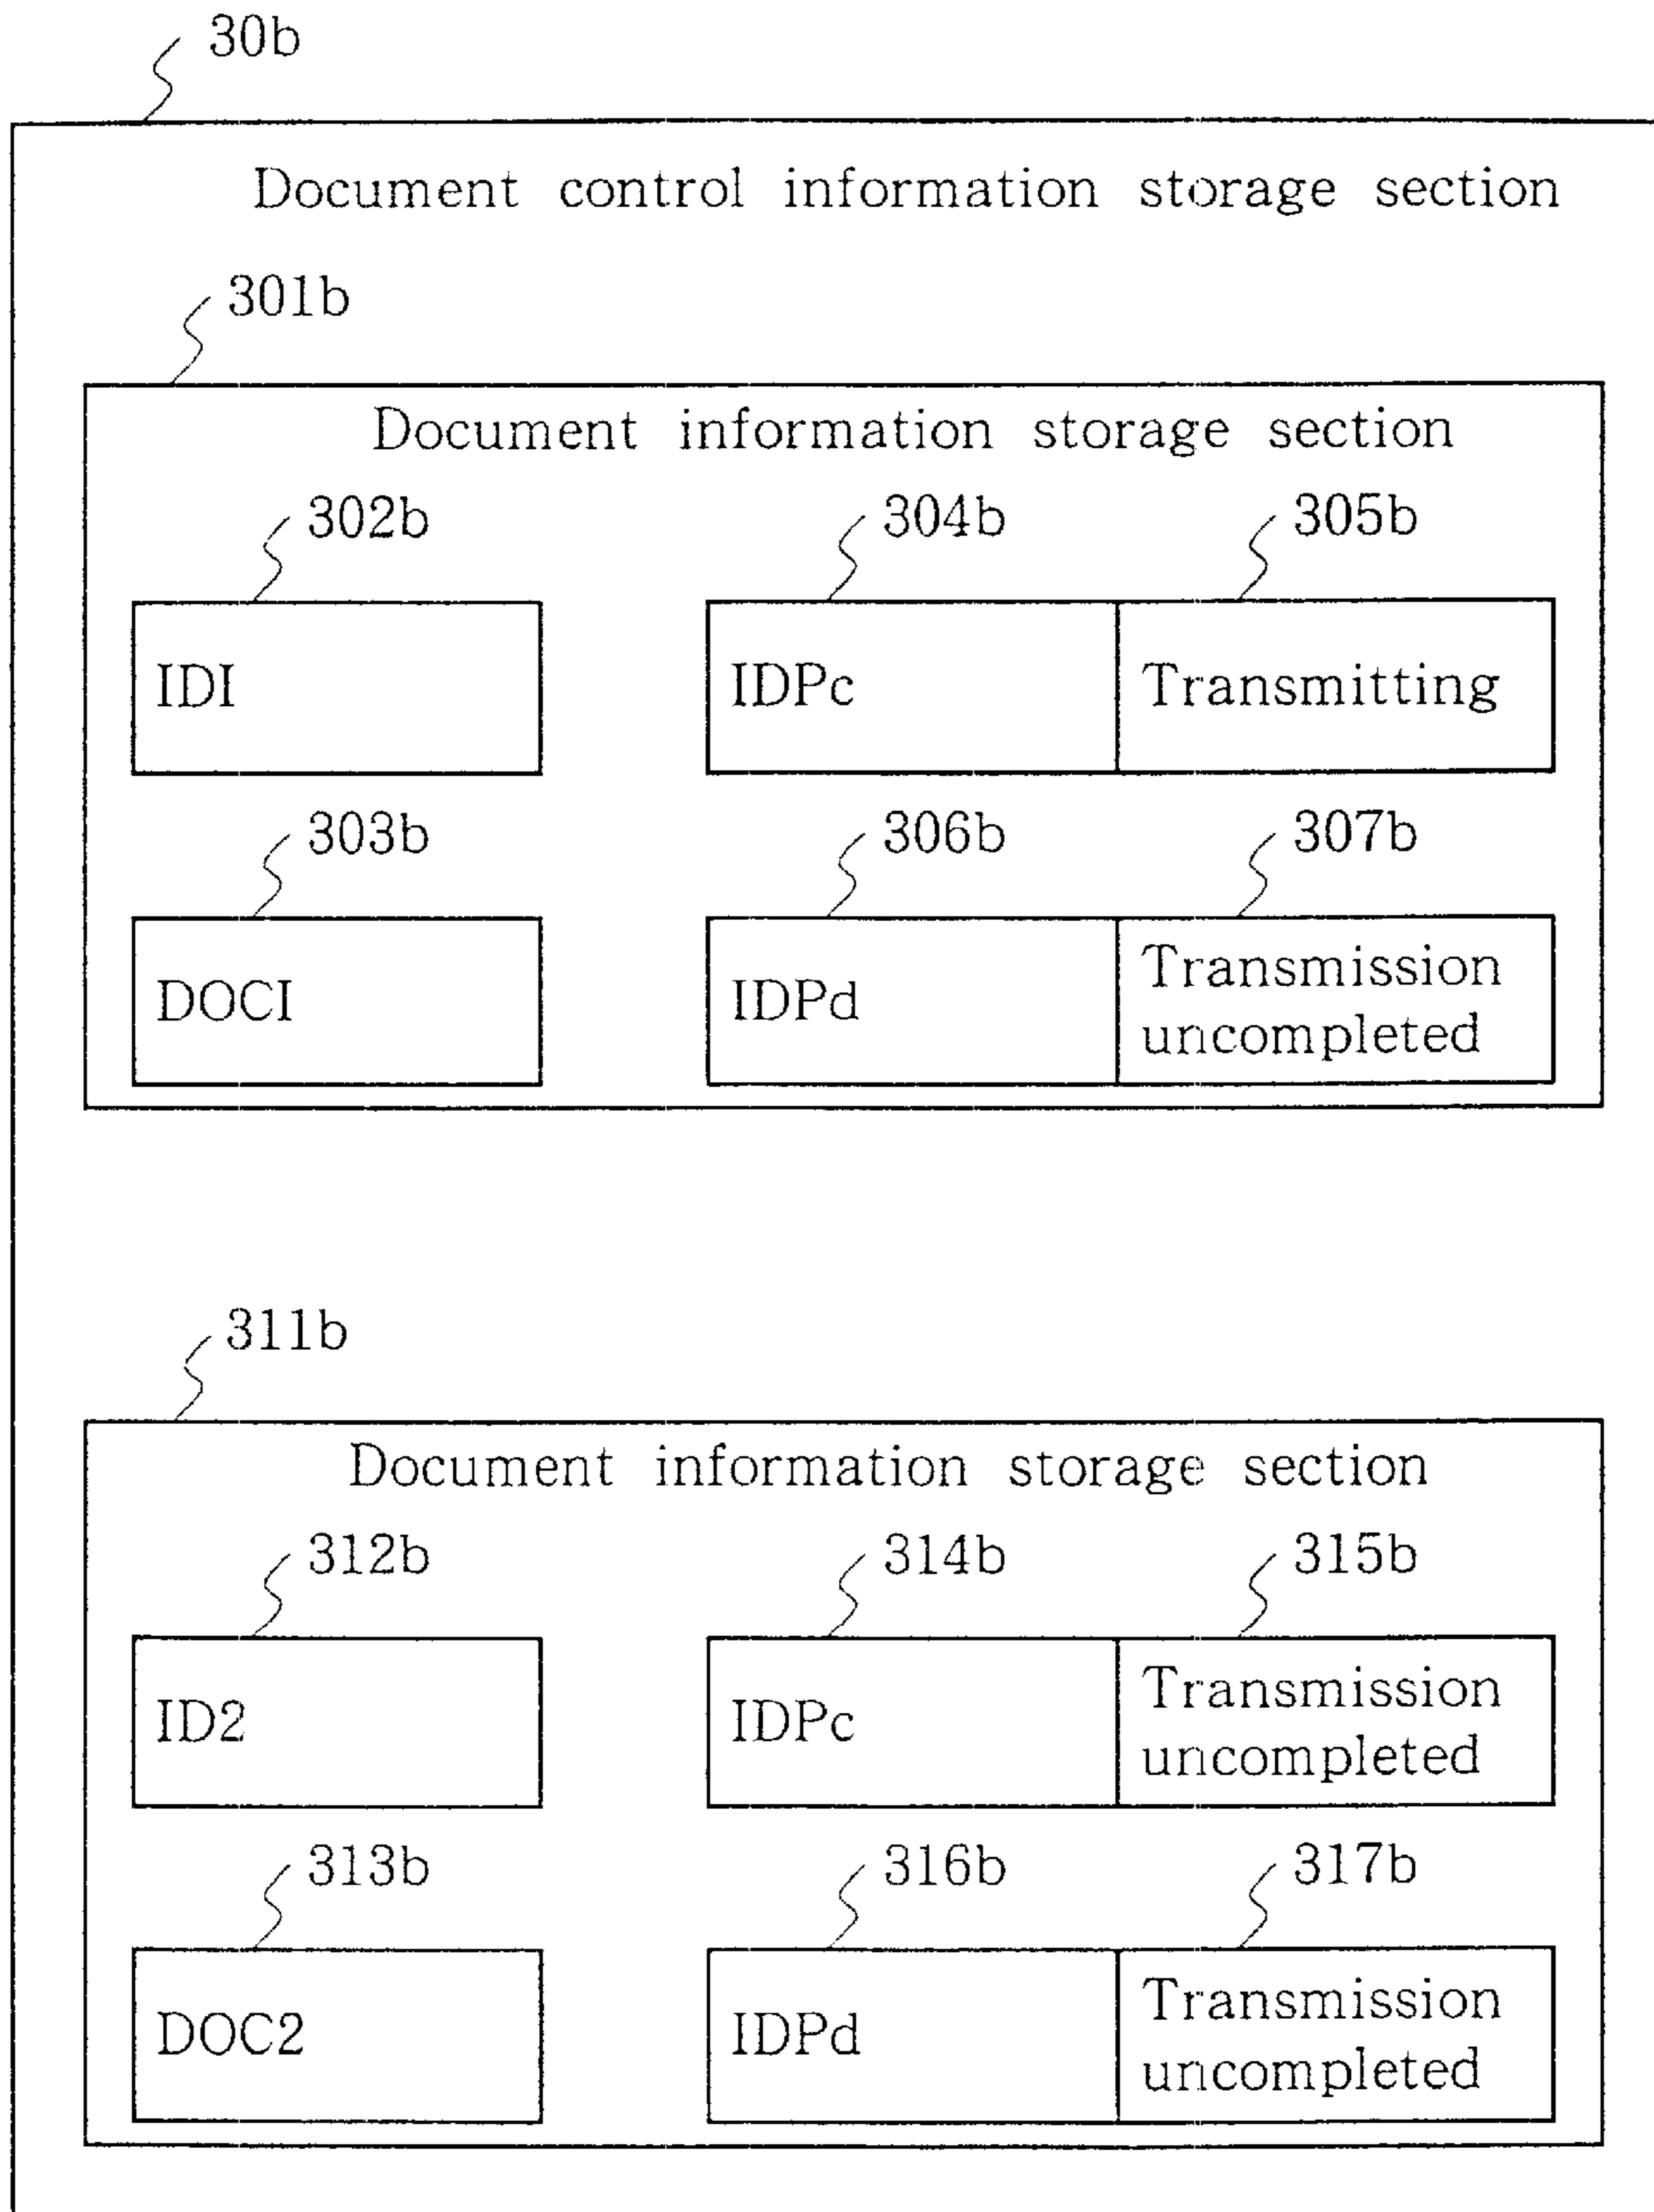 30b
Document control information storage section
301b
Document information storage section
302b 304b 305b
IDI IDPc Transmitting
303b 306b 307b
DOCI IDPd Transmission
uncompleted
311b
Document information storage section
312b 314b 315b
ID2 IDPc Transmission
uncompleted
313b 316b 317b
DOC2 IDPd Transmission
uncompleted